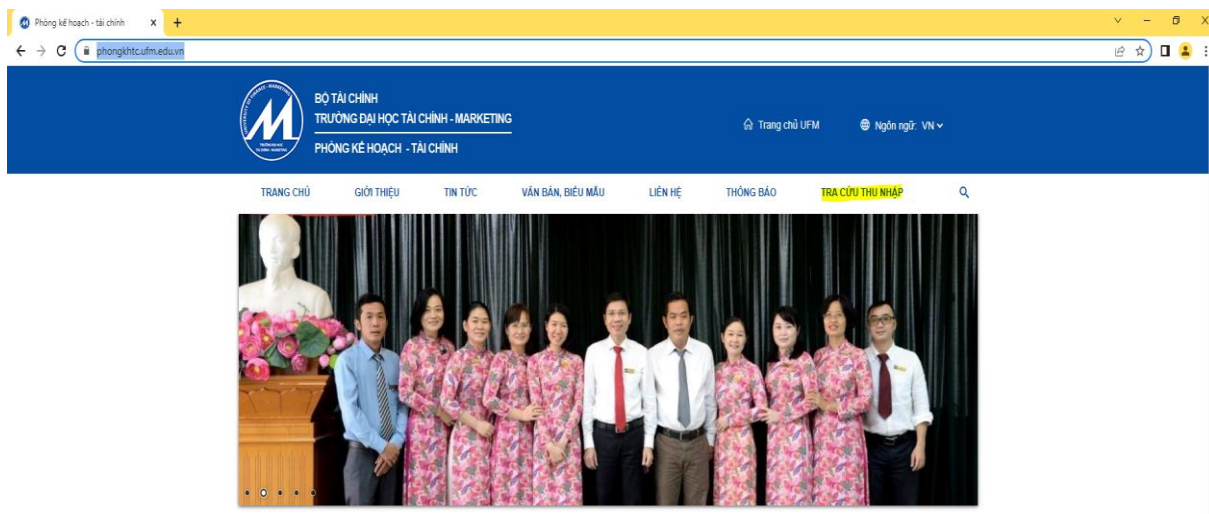 Phòng kế hoạch - tài chính
phongkhtc.ufm.edu.vn
BỘ TÀI CHÍNH
TRƯỜNG ĐẠI HỌC TÀI CHÍNH - MARKETING
PHÒNG KẾ HOẠCH - TÀI CHÍNH
Trang chủ UFM
Ngôn ngữ: VN
TRANG CHỦ
GIỚI THIỆU
TIN TỨC
VĂN BẢN, BIỂU MẪU
LIÊN HỆ
THÔNG BÁO
TRA CỨU THU NHẬP